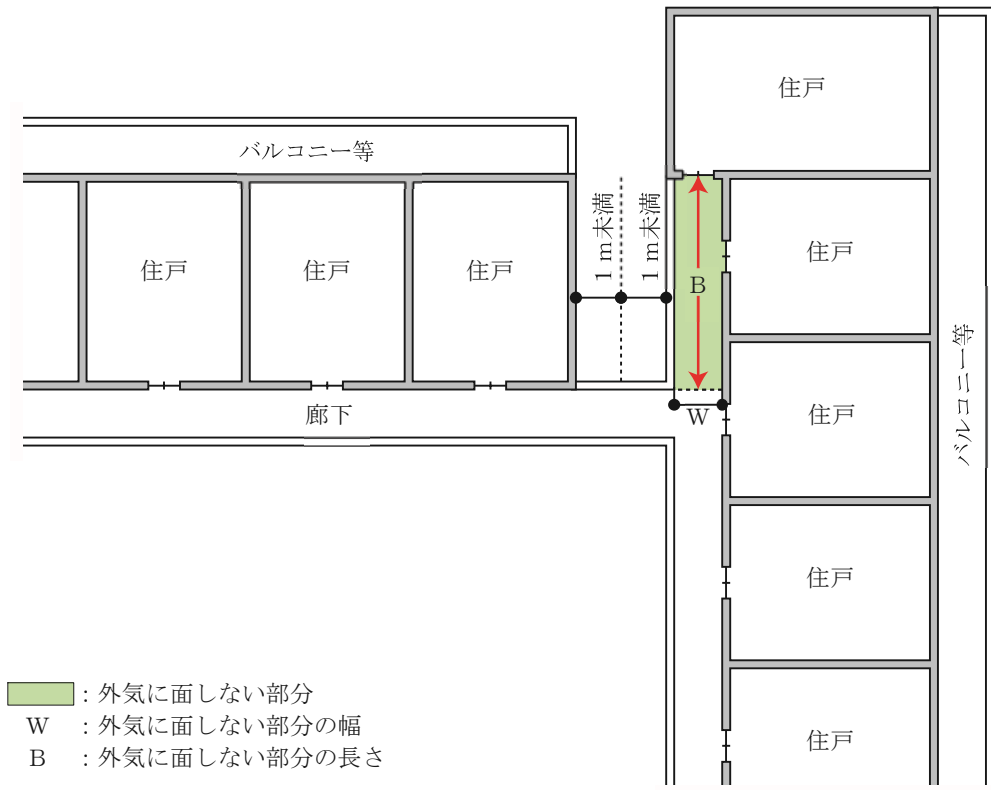 住戸
バルコニー等
1 m未満
1 m未満
住戸
住戸
住戸
住戸
B
バルコニー等
廊下
W
住戸
住戸
住戸
：外気に面しない部分
W ：外気に面しない部分の幅
B ：外気に面しない部分の長さ